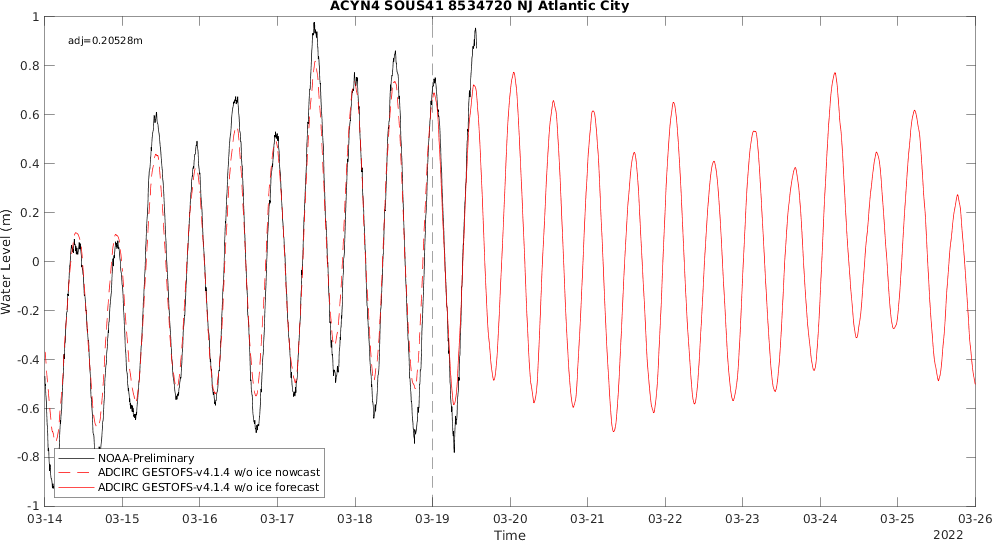 ACYN4 SOUS41 8534720 NJ Atlantic City
adj=0.20528m
1
0.8
0.6
0.4
0.2
0
-0.2
-0.4
-0.6
-0.8
-1
Water Level (m)
NOAA-Preliminary
ADCIRC GESTOFS-v4.1.4 w/o ice nowcast
ADCIRC GESTOFS-v4.1.4 w/o ice forecast
03-14 03-15 03-16 03-17 03-18 03-19 03-20 03-21 03-22 03-23 03-24 03-25 03-26
Time
2022